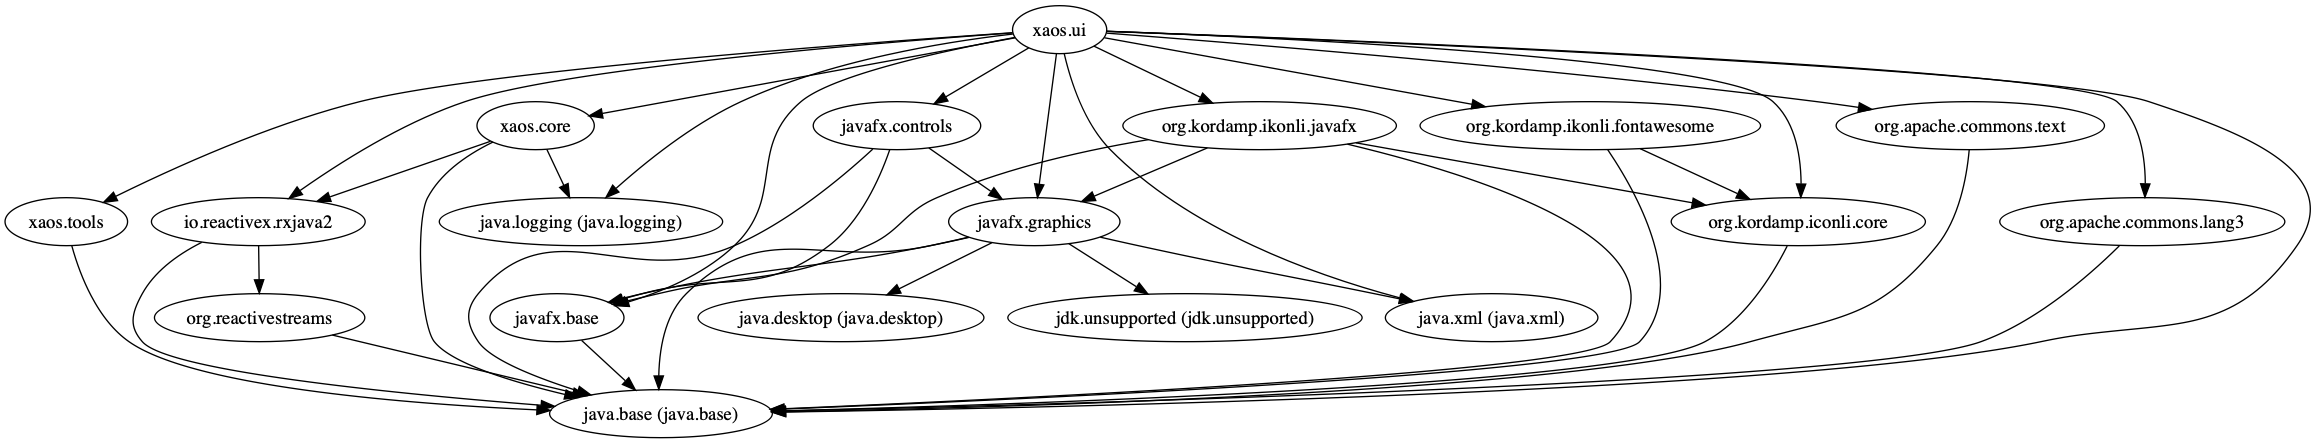 xaos.ui
xaos.core
javafx.controls
org.kordamp.ikonli.javafx
org.kordamp.ikonli.fontawesome
org.apache.commons.text
xaos.tools
io.reactivex.rxjava2
java.logging (java.logging)
javafx.graphics
org.kordamp.iconli.core
org.apache.commons.lang3
org.reactivestreams
javafx.base
java.desktop (java.desktop)
jdk.unsupported (jdk.unsupported)
java.xml (java.xml)
java.base (java.base)